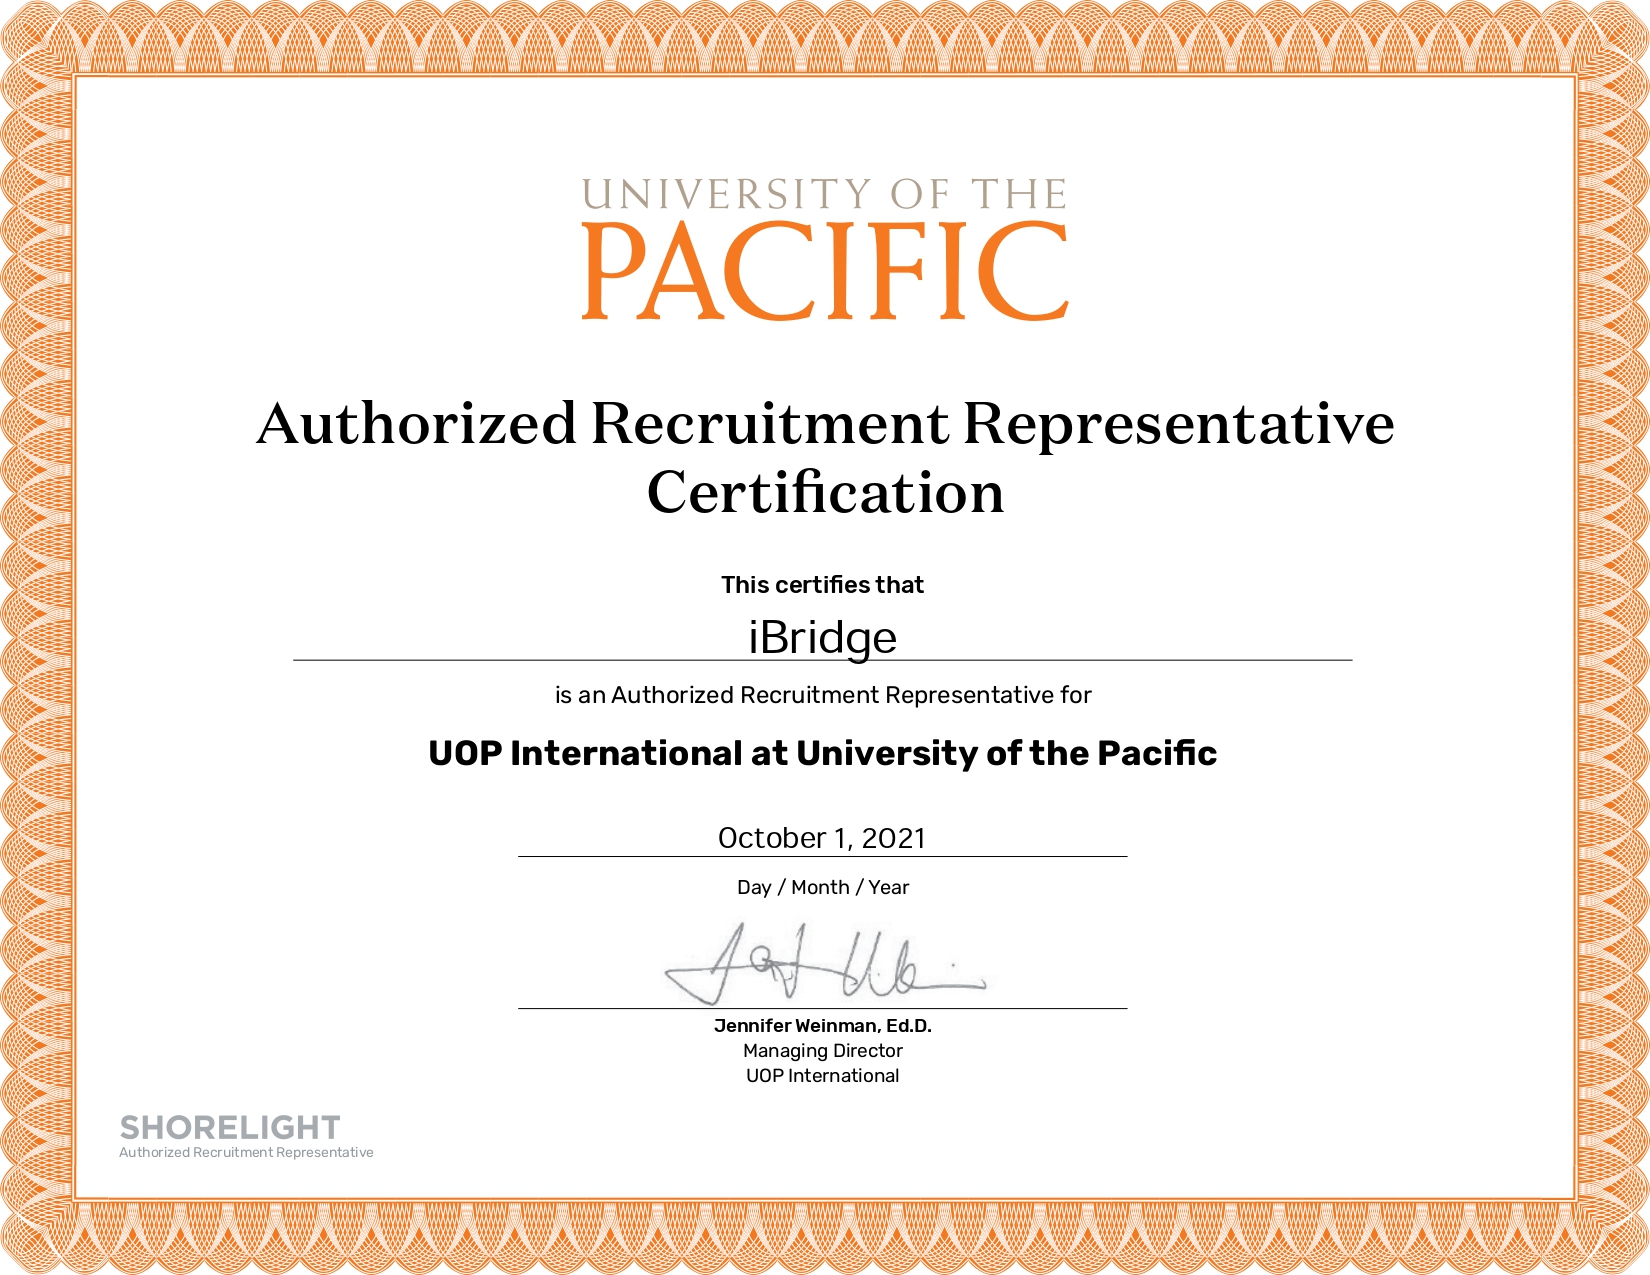 UNIVERSITY OF THE
PACIFIC
Authorized Recruitment Representative
Certification
This certifies that
iBridge
is an Authorized Recruitment Representative for
UOP International at University of the Pacific
October 1, 2021
Day / Month / Year
Jennifer Weinman, Ed.D.
Managing Director
UOP International
SHORELIGHT
Authorized Recruitment Representative